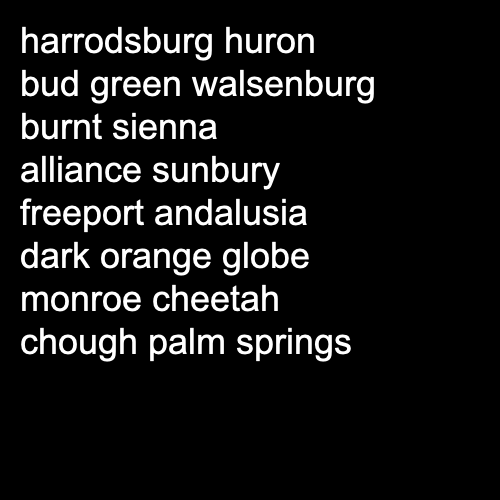 harrodsburg huron
bud green walsenburg
burnt sienna
alliance sunbury
freeport andalusia
dark orange globe
monroe cheetah
chough palm springs